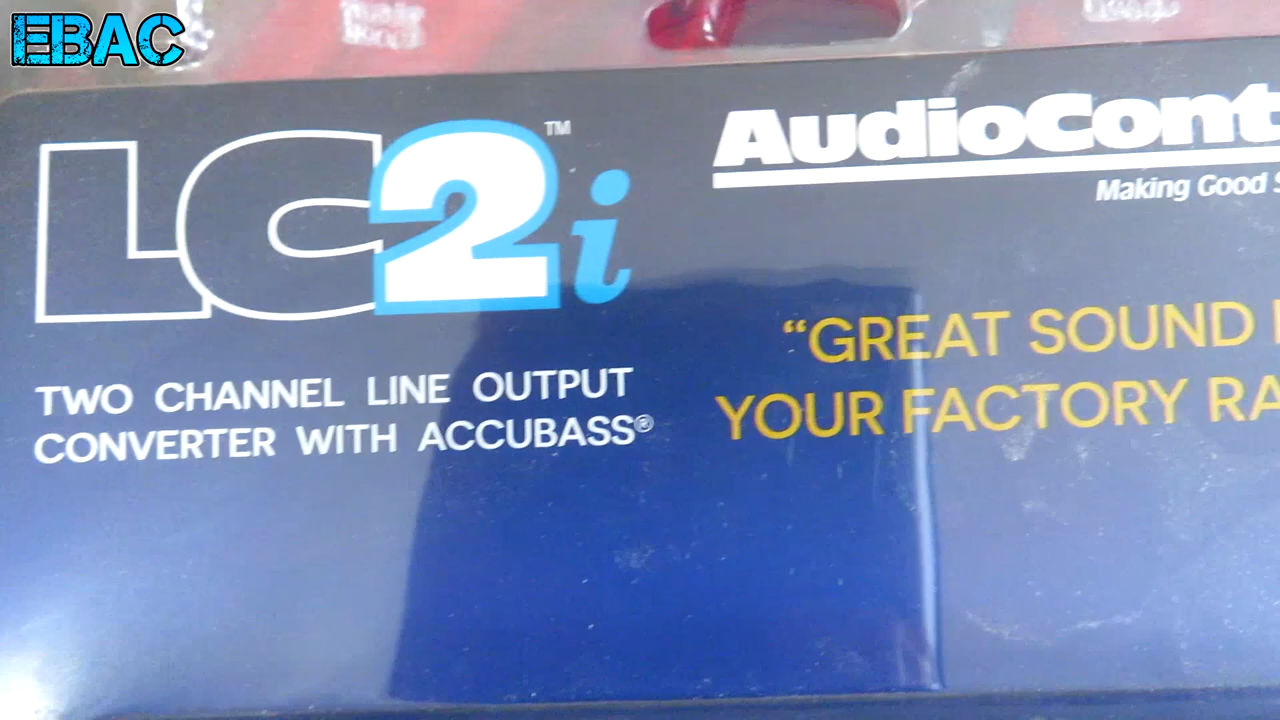 EBAC
LC2i™
AudioCont
Making Good
TWO CHANNEL LINE OUTPUT
CONVERTER WITH ACCUBASS®
“GREAT SOUND
YOUR FACTORY RA